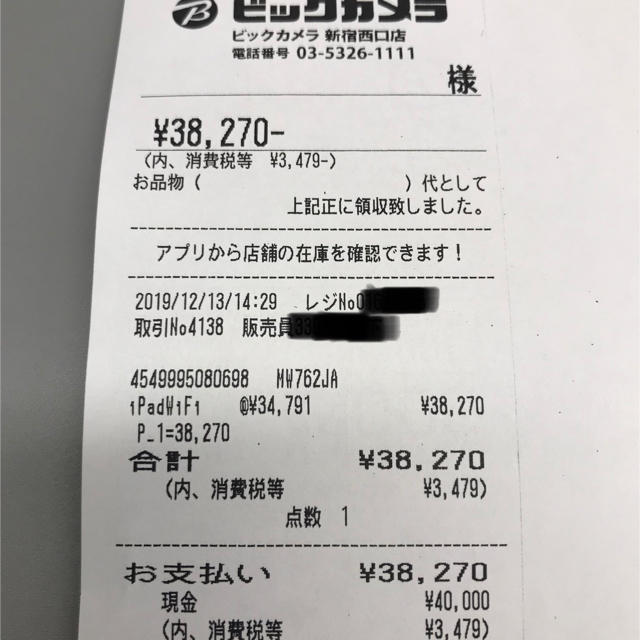 ビックカメラ
ビックカメラ 新宿西口店
電話番号 03-5326-1111
様
¥38,270-
(内、消費税等 ¥3,479-)
お品物( )代として
上記正に領収致しました。
アプリから店舗の在庫を確認できます!
2019/12/13/14:29 レジNo
取引No4138 販売員
4549995080698 MW762JA
iPadWiFi @¥34,791 ¥38,270
P_1=38,270
合計 ¥38,270
(内、消費税等 ¥3,479)
点数 1
お支払い ¥38,270
現金 ¥40,000
(内、消費税等 ¥3,479)